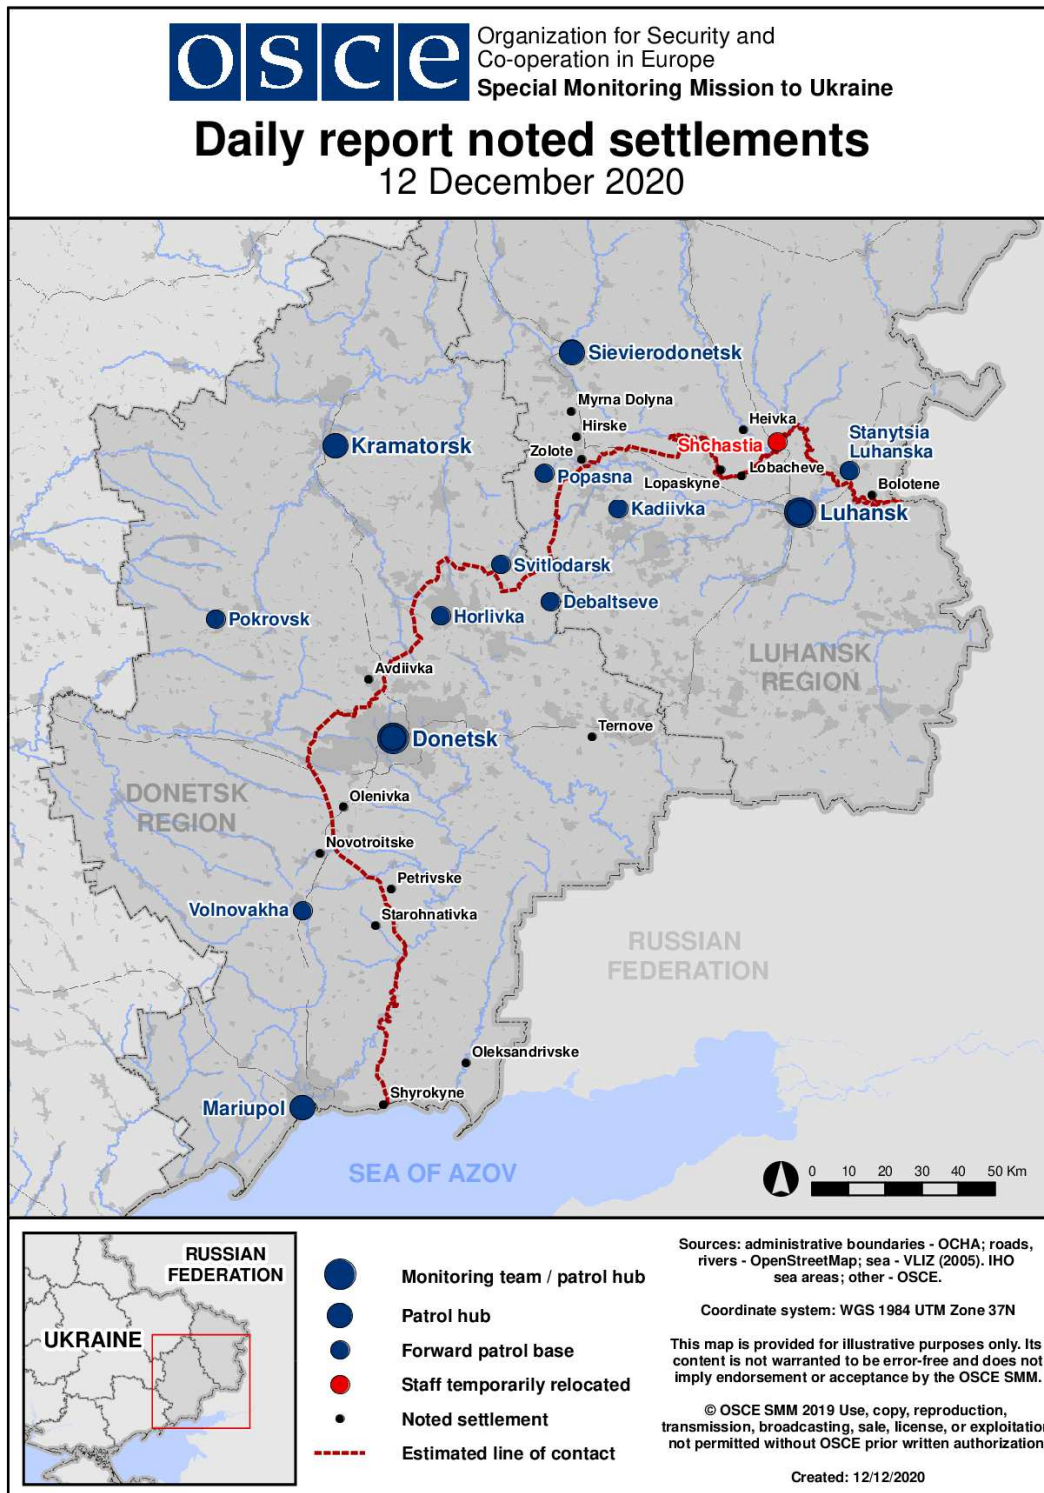 osce
Organization for Security and
Co-operation in Europe
Special Monitoring Mission to Ukraine
Daily report noted settlements
12 December 2020
Sievierodonetsk
Myrna Dolyna
Hirske
Heivka
Kramatorsk
Zolote
Shchastia
Stanytsia
Luhanska
Popasna
Lopaskyne
Lobacheve
Bolotene
Kadiivka
Luhansk
Svitlodarsk
Debaltseve
Pokrovsk
Horlivka
LUHANSK
REGION
Avdiivka
Ternove
Donetsk
DONETSK
REGION
Olenivka
Novotroitske
Petrivske
Volnovakha
Starohnativka
RUSSIAN
FEDERATION
Oleksandrivske
Shyrokyne
Mariupol
SEA OF AZOV
0 10 20 30 40 50 Km
RUSSIAN
FEDERATION
UKRAINE
Monitoring team / patrol hub
Patrol hub
Forward patrol base
Staff temporarily relocated
Noted settlement
Estimated line of contact
Sources: administrative boundaries - OCHA; roads,
rivers - OpenStreetMap; sea - VLIZ (2005). IHO
sea areas; other - OSCE.
Coordinate system: WGS 1984 UTM Zone 37N
This map is provided for illustrative purposes only. Its
content is not warranted to be error-free and does not
imply endorsement or acceptance by the OSCE SMM.
© OSCE SMM 2019 Use, copy, reproduction,
transmission, broadcasting, sale, license, or exploitation
not permitted without OSCE prior written authorization
Created: 12/12/2020